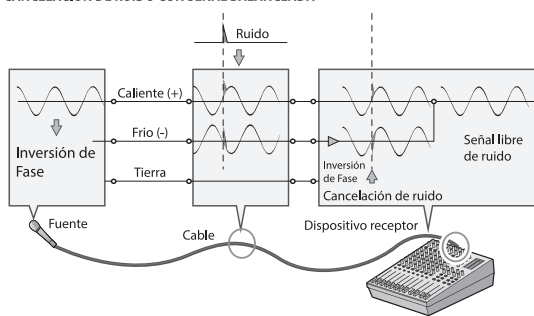 Ruido
Caliente (+)
Frio (-)
Tierra
Inversión de
Fase
Inversión
de Fase
Cancelación de ruido
Señal libre
de ruido
Fuente
Cable
Dispositivo receptor